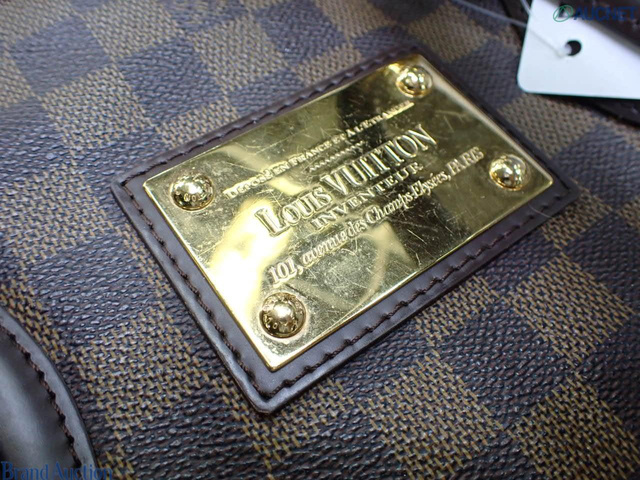 LOUIS VUITTON
INVENTEUR
101, avenue des Champs-Elysées, PARIS
Brand Auction